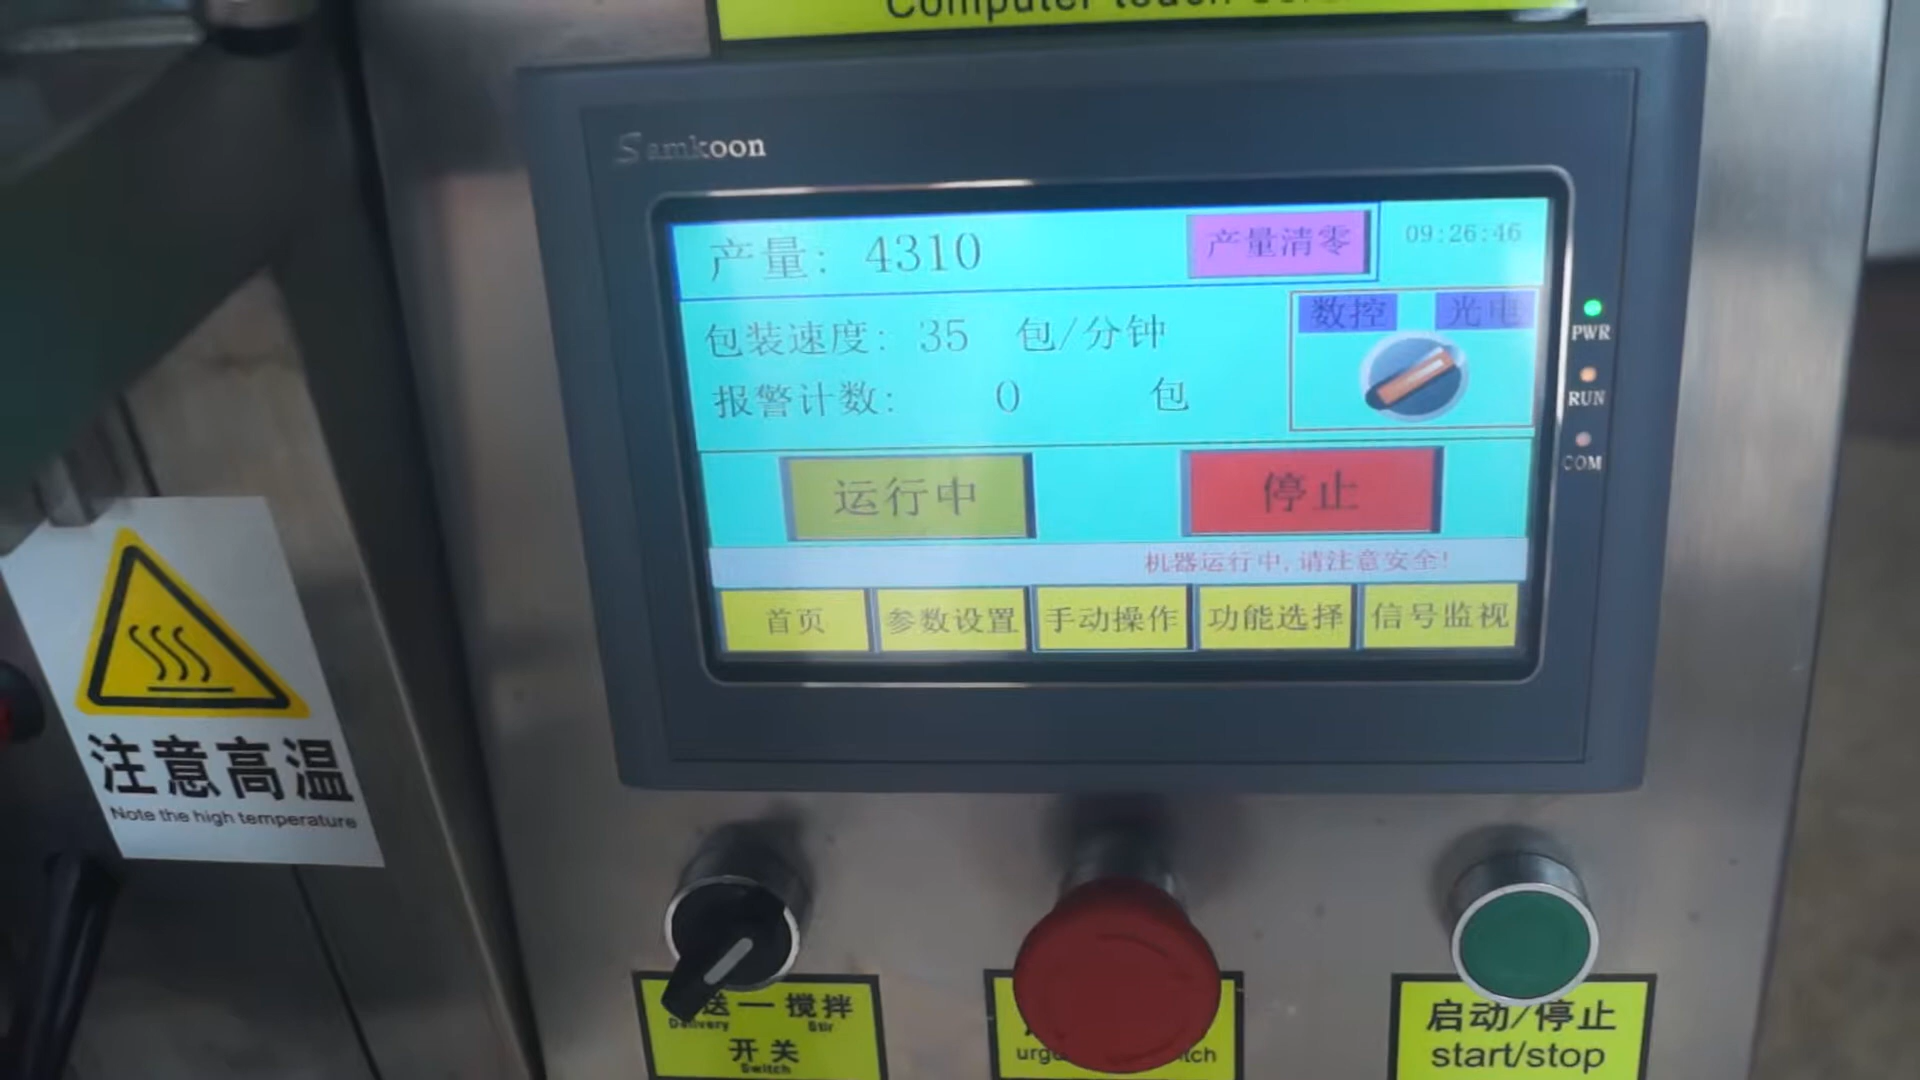 Computer touch
Samkoon
产量: 4310
产量清零
09:26:46
包装速度: 35 包/分钟
数控 光电
报警计数: 0 包
PWR
RUN
COM
运行中 停止
机器运行中,请注意安全!
首页 参数设置 手动操作 功能选择 信号监视
注意高温
Note the high temperature
送一搅拌
Delivery Stir
开关
Switch
启动/停止
start/stop